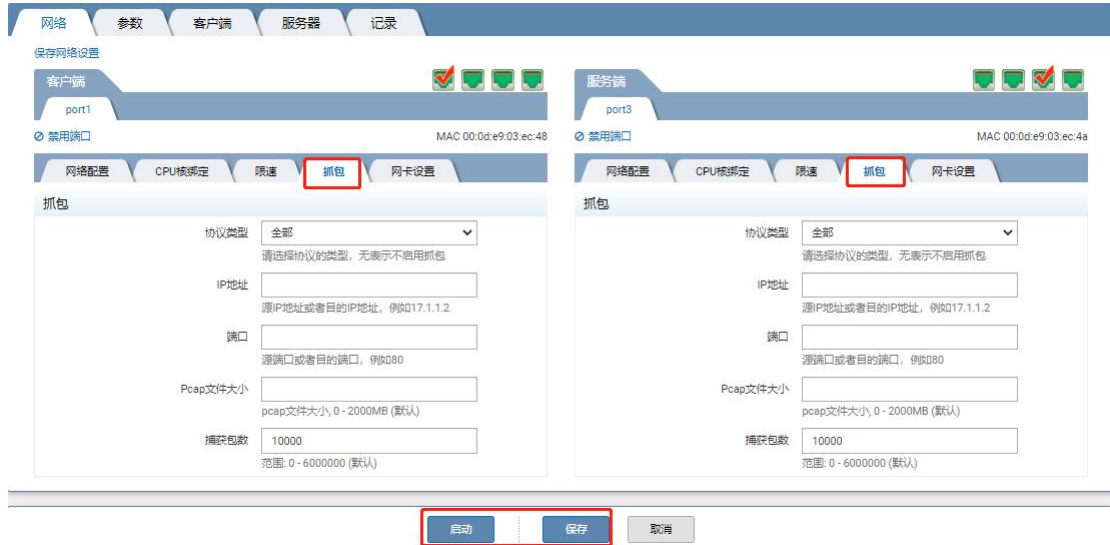 网络 参数 客户端 服务器 记录
保存网络设置
客户端
port1
禁用端口 MAC 00:0d:e9:03:ec:48
网络配置 CPU核绑定 限速 抓包 网卡设置
抓包
协议类型 全部
请选择协议的类型，无表示不启用抓包
IP地址
源IP地址或者目的IP地址，例如17.1.1.2
端口
源端口或者目的端口，例如80
Pcap文件大小
pcap文件大小, 0 - 2000MB (默认)
捕获包数 10000
范围: 0 - 6000000 (默认)
服务端
port3
禁用端口 MAC 00:0d:e9:03:ec:4a
网络配置 CPU核绑定 限速 抓包 网卡设置
抓包
协议类型 全部
请选择协议的类型，无表示不启用抓包
IP地址
源IP地址或者目的IP地址，例如17.1.1.2
端口
源端口或者目的端口，例如80
Pcap文件大小
pcap文件大小, 0 - 2000MB (默认)
捕获包数 10000
范围: 0 - 6000000 (默认)
启动 保存 取消